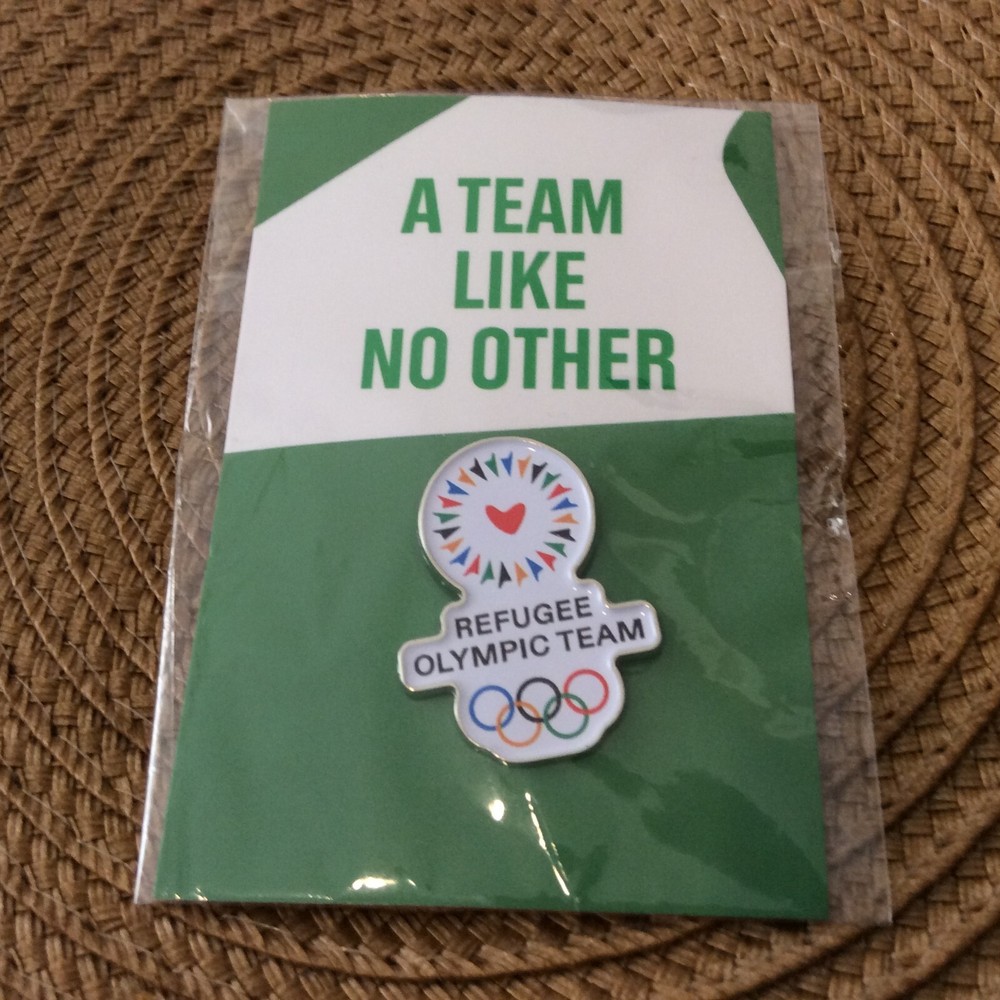 A TEAM
LIKE
NO OTHER
REFUGEE
OLYMPIC TEAM